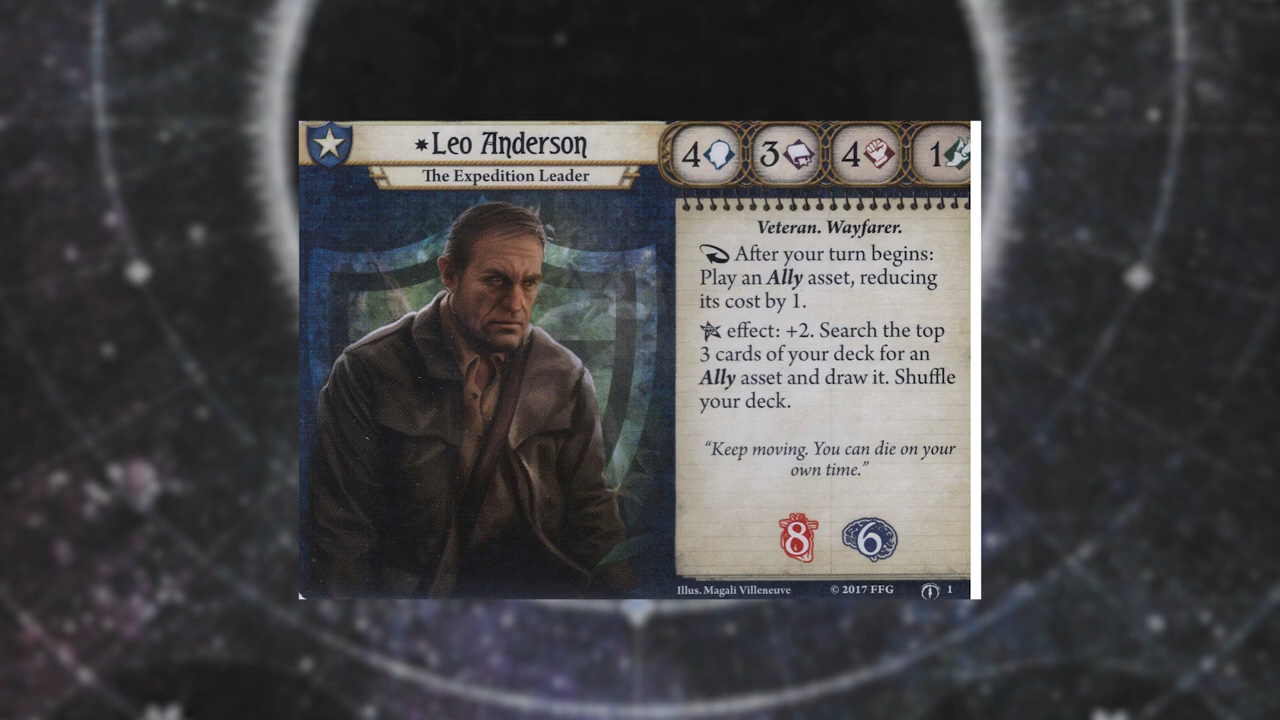 Leo Anderson
The Expedition Leader
4 3 4 1
Veteran. Wayfarer.
After your turn begins:
Play an Ally asset, reducing
its cost by 1.
effect: +2. Search the top
3 cards of your deck for an
Ally asset and draw it. Shuffle
your deck.
“Keep moving. You can die on your
own time.”
8 6
Illus. Magali Villeneuve © 2017 FFG 1